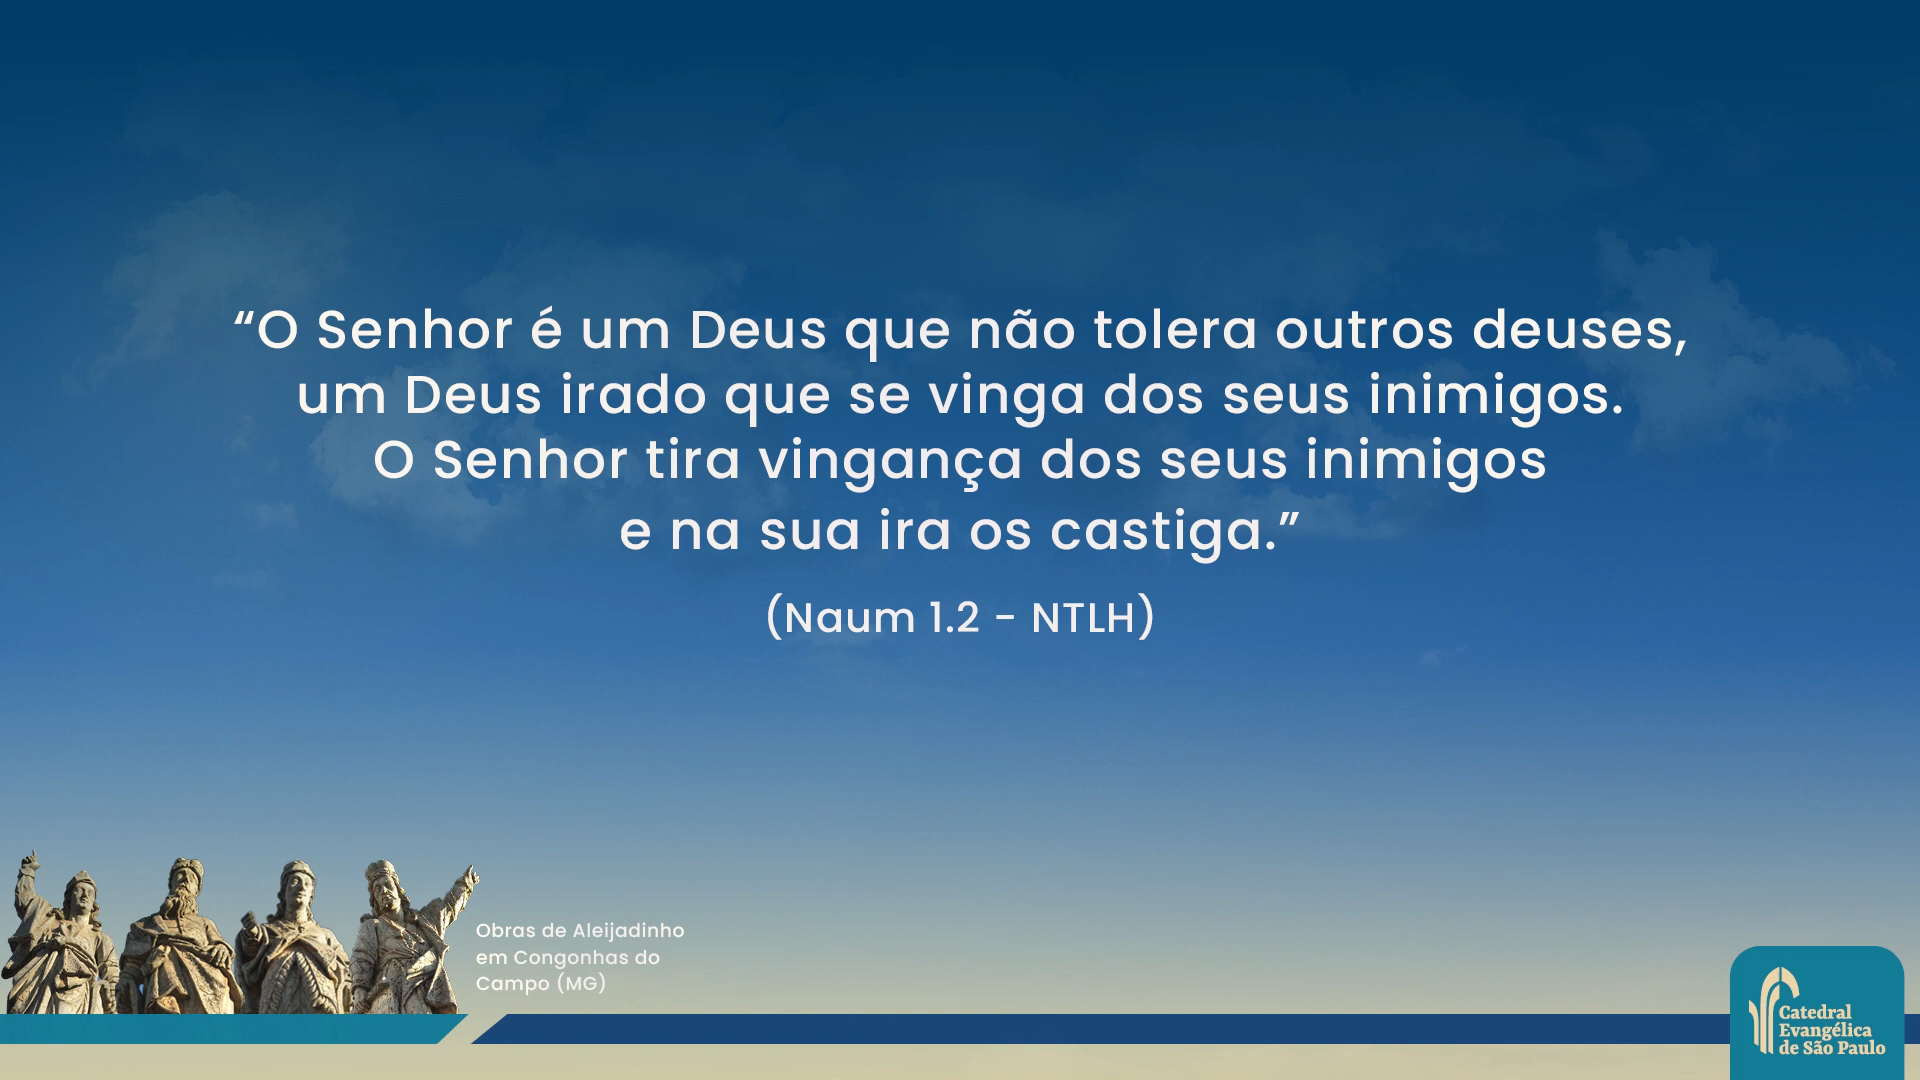 “O Senhor é um Deus que não tolera outros deuses,
um Deus irado que se vinga dos seus inimigos.
O Senhor tira vingança dos seus inimigos
e na sua ira os castiga.”
(Naum 1.2 - NTLH)
Obras de Aleijadinho
em Congonhas do
Campo (MG)
Catedral
Evangélica
de São Paulo